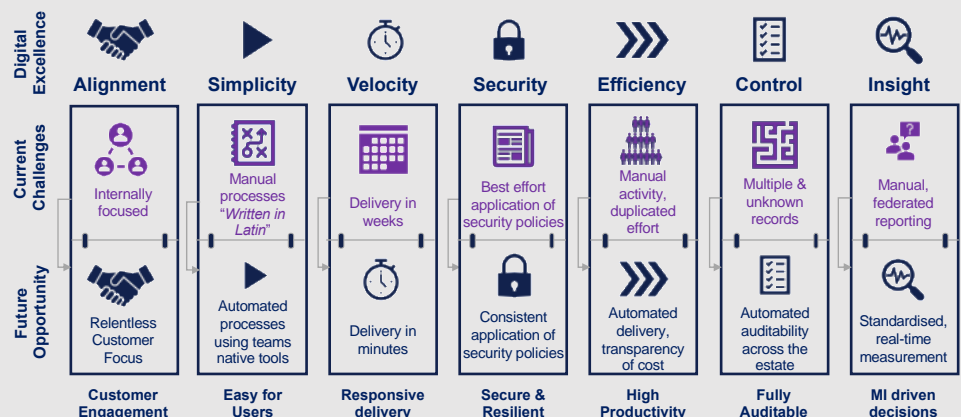 Digital
Excellence
Alignment
Simplicity
Velocity
Security
Efficiency
Control
Insight
Current
Challenges
Internally
focused
Manual
processes
“Written in
Latin”
Delivery in
weeks
Best effort
application of
security policies
Manual
activity,
duplicated
effort
Multiple &
unknown
records
?
Manual,
federated
reporting
Future
Opportunity
Relentless
Customer
Focus
Automated
processes
using teams
native tools
Delivery in
minutes
Consistent
application of
security policies
Automated
delivery,
transparency
of cost
Automated
auditability
across the
estate
Standardised,
real-time
measurement
Customer
Engagement
Easy for
Users
Responsive
delivery
Secure &
Resilient
High
Productivity
Fully
Auditable
MI driven
decisions